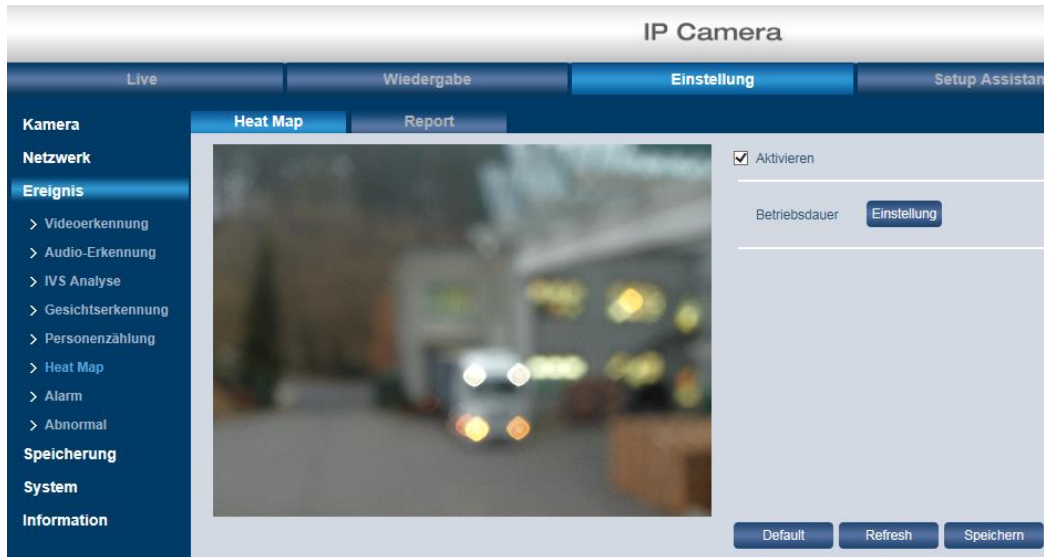 IP Camera
Live
Wiedergabe
Einstellung
Setup Assistan
Kamera
Netzwerk
Ereignis
> Videoerkennung
> Audio-Erkennung
> IVS Analyse
> Gesichtserkennung
> Personenzählung
> Heat Map
> Alarm
> Abnormal
Speicherung
System
Information
Heat Map
Report
Aktivieren
Betriebsdauer
Einstellung
Default
Refresh
Speichern